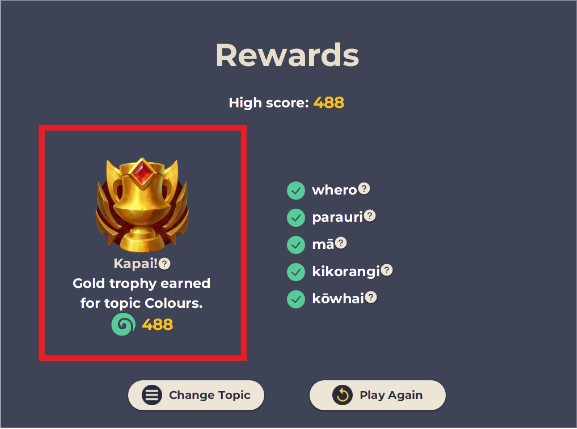 Rewards
High score: 488
Kapai!?
Gold trophy earned
for topic Colours.
488
whero?
parauri?
mā?
kikorangi?
kōwhai?
Change Topic
Play Again